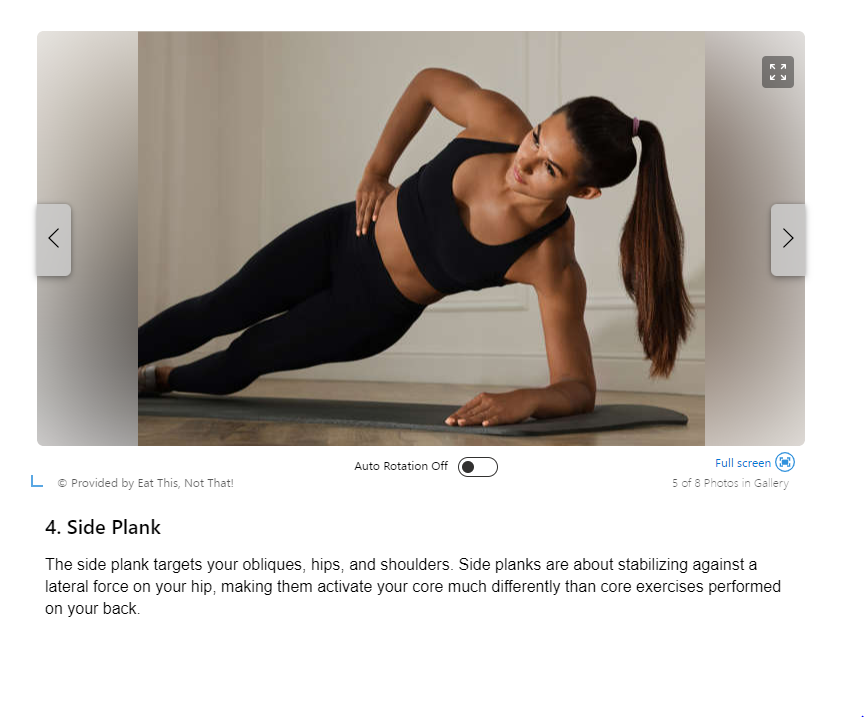 Auto Rotation Off
Full screen
© Provided by Eat This, Not That!
5 of 8 Photos in Gallery
4. Side Plank
The side plank targets your obliques, hips, and shoulders. Side planks are about stabilizing against a
lateral force on your hip, making them activate your core much differently than core exercises performed
on your back.